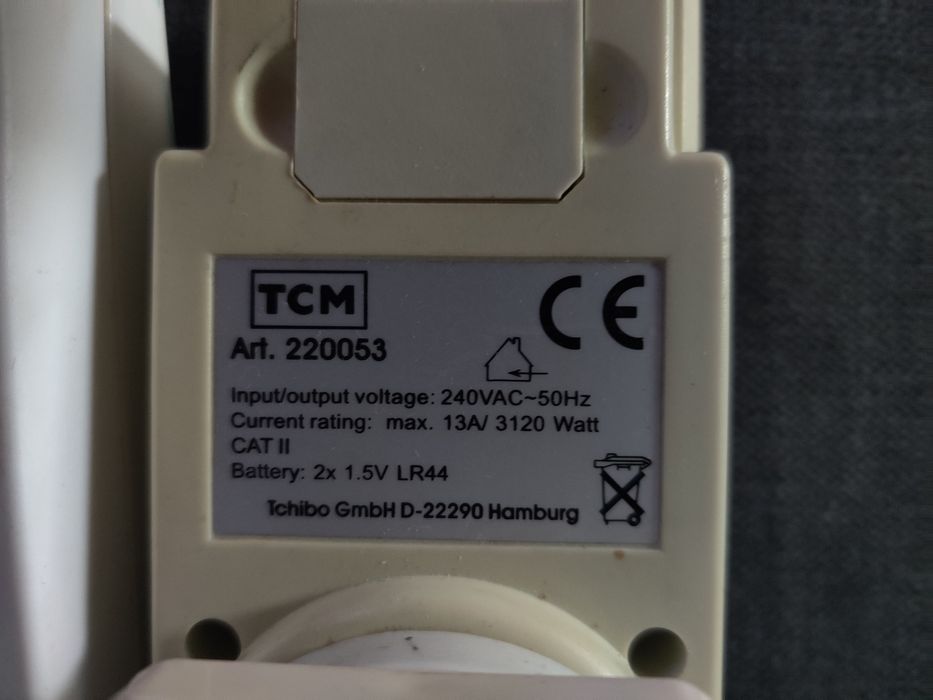 TCM
CE
Art. 220053
Input/output voltage: 240VAC~50Hz
Current rating: max. 13A/ 3120 Watt
CAT II
Battery: 2x 1.5V LR44
Tchibo GmbH D-22290 Hamburg